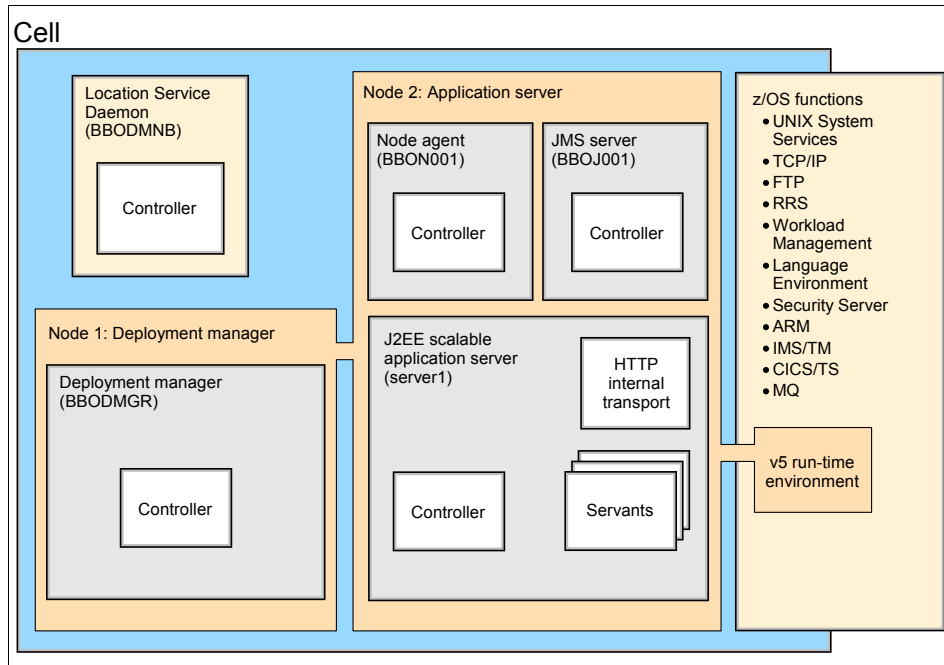 Cell
Location Service
Daemon
(BBODMNB)
Controller
Node 1: Deployment manager
Deployment manager
(BBODMGR)
Controller
Node 2: Application server
Node agent
(BBON001)
Controller
JMS server
(BBOJ001)
Controller
J2EE scalable
application server
(server1)
HTTP
internal
transport
Controller
Servants
z/OS functions
• UNIX System
Services
• TCP/IP
• FTP
• RRS
• Workload
Management
• Language
Environment
• Security Server
• ARM
• IMS/TM
• CICS/TS
• MQ
v5 run-time
environment